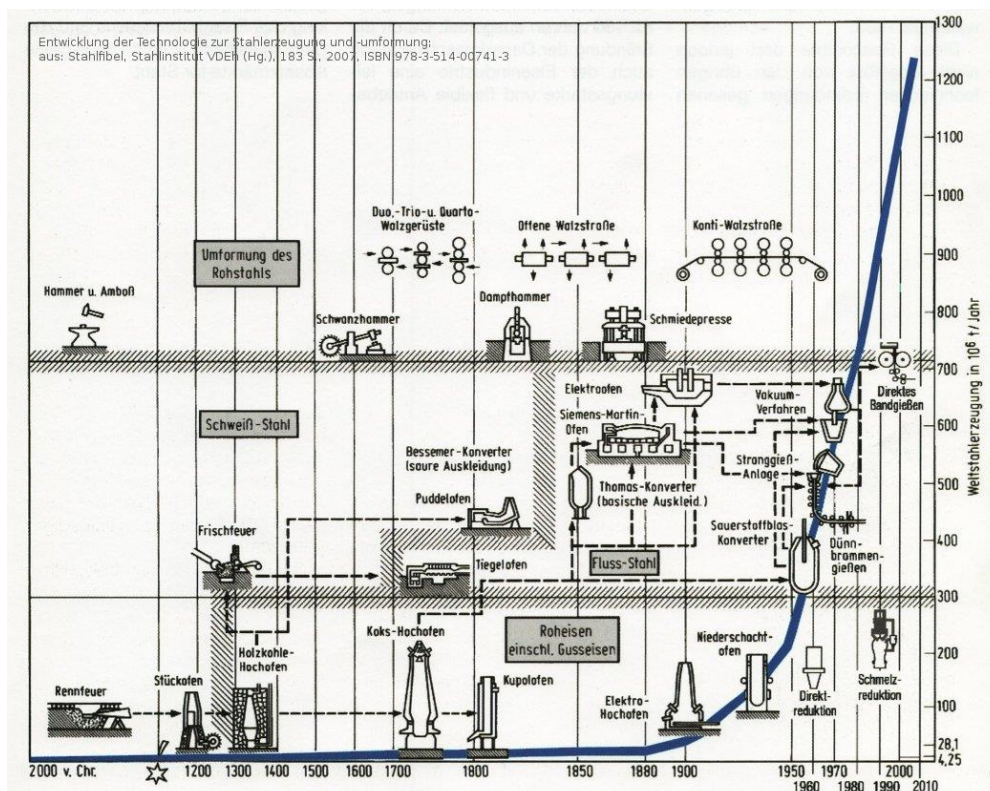 Entwicklung der Technologie zur Stahlerzeugung und -umformung;
aus: Stahlfibel, Stahlinstitut VDEh (Hg.), 183 S., 2007, ISBN 978-3-514-00741-3
1300
1200
1100
1000
900
800
700
600
500
400
300
200
100
28,1
4,25
Weltstahlerzeugung in 10⁶ t/Jahr
Duo,-Trio-u. Quarto-
Walzgerüste
Offene Walzstraße
Konti-Walzstraße
Umformung des
Rohstahls
Hammer u. Amboß
Schwanzhammer
Dampfhammer
Schmiedepresse
Direktes
Bandgießen
Elektroofen
Vakuum-
Verfahren
Siemens-Martin-
Ofen
Schweiß-Stahl
Bessemer-Konverter
(saure Auskleidung)
Stranggieß-
Anlage
Thomas-Konverter
(basische Auskleid.)
Puddelofen
Frischfeuer
Sauerstoffblas-
Konverter
Dünn-
brammen-
gießen
Tiegelofen
Fluss-Stahl
Koks-Hochofen
Roheisen
einschl. Gusseisen
Holzkohle-
Hochofen
Niederschacht-
ofen
Rennfeuer
Stückofen
Kupolofen
Elektro-
Hochofen
Direkt-
reduktion
Schmelz-
reduktion
2000 v. Chr.
1200
1300
1400
1500
1600
1700
1800
1850
1880
1900
1950
1960
1970
1980
1990
2000
2010